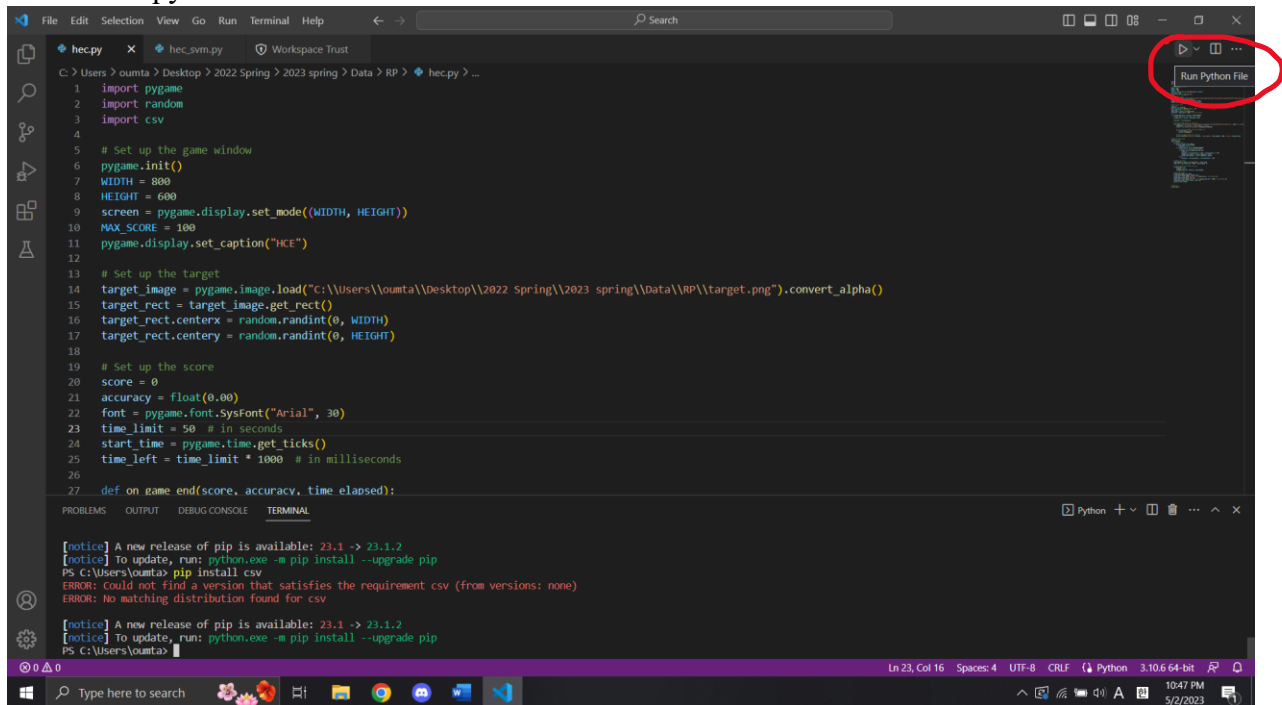 py
File Edit Selection View Go Run Terminal Help
Search
hec.py
hec_svm.py
Workspace Trust
C: > Users > oumta > Desktop > 2022 Spring > 2023 spring > Data > RP > hec.py > ...
Run Python File
1 import pygame
2 import random
3 import csv
4
5 # Set up the game window
6 pygame.init()
7 WIDTH = 800
8 HEIGHT = 600
9 screen = pygame.display.set_mode((WIDTH, HEIGHT))
10 MAX_SCORE = 100
11 pygame.display.set_caption("HCE")
12
13 # Set up the target
14 target_image = pygame.image.load("C:\\Users\\oumta\\Desktop\\2022 Spring\\2023 spring\\Data\\RP\\target.png").convert_alpha()
15 target_rect = target_image.get_rect()
16 target_rect.centerx = random.randint(0, WIDTH)
17 target_rect.centery = random.randint(0, HEIGHT)
18
19 # Set up the score
20 score = 0
21 accuracy = float(0.00)
22 font = pygame.font.SysFont("Arial", 30)
23 time_limit = 50 # in seconds
24 start_time = pygame.time.get_ticks()
25 time_left = time_limit * 1000 # in milliseconds
26
27 def on_game_end(score, accuracy, time_elapsed):
PROBLEMS OUTPUT DEBUG CONSOLE TERMINAL
Python
[notice] A new release of pip is available: 23.1 -> 23.1.2
[notice] To update, run: python.exe -m pip install --upgrade pip
PS C:\Users\oumta> pip install csv
ERROR: Could not find a version that satisfies the requirement csv (from versions: none)
ERROR: No matching distribution found for csv
[notice] A new release of pip is available: 23.1 -> 23.1.2
[notice] To update, run: python.exe -m pip install --upgrade pip
PS C:\Users\oumta>
0 0 Ln 23, Col 16 Spaces: 4 UTF-8 CRLF Python 3.10.6 64-bit
Type here to search
A
한
10:47 PM
5/2/2023
1